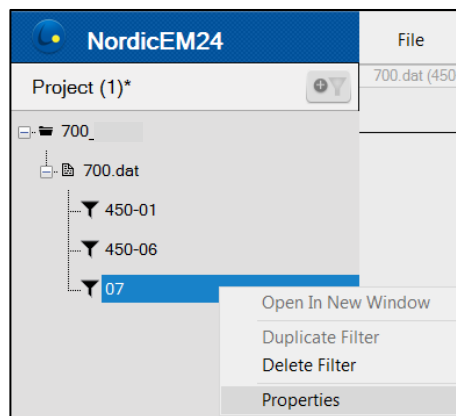 NordicEM24
File
Project (1)*
700.dat (450
700_
700.dat
450-01
450-06
07
Open In New Window
Duplicate Filter
Delete Filter
Properties